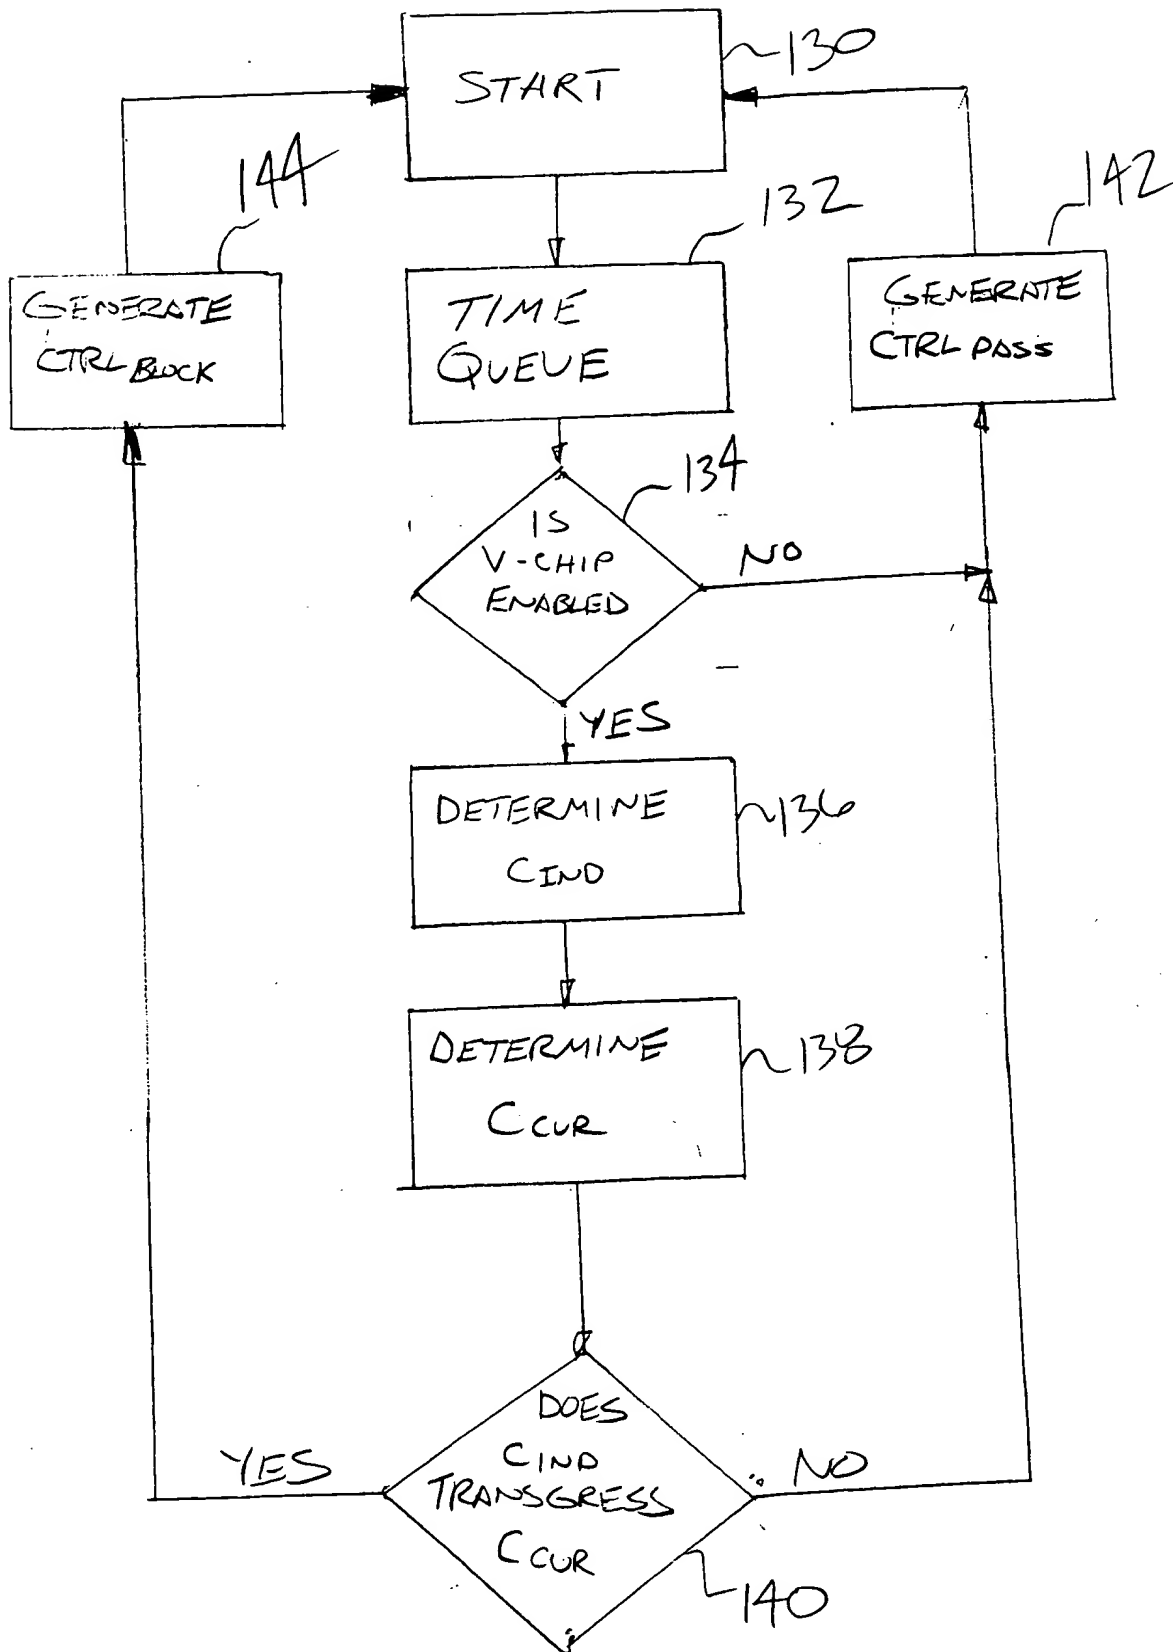 START
130
144
GENERATE
CTRL BLOCK
132
TIME
QUEUE
142
GENERATE
CTRL PASS
134
IS
V-CHIP
ENABLED
NO
YES
DETERMINE
CIND
136
DETERMINE
CCUR
138
DOES
CIND
TRANSGRESS
CCUR
YES
NO
140